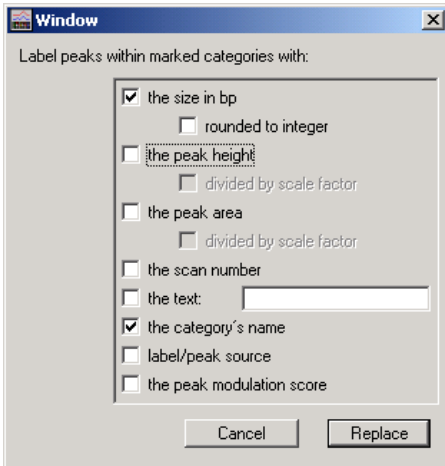 Window
Label peaks within marked categories with:
the size in bp
rounded to integer
the peak height
divided by scale factor
the peak area
divided by scale factor
the scan number
the text:
the category´s name
label/peak source
the peak modulation score
Cancel Replace